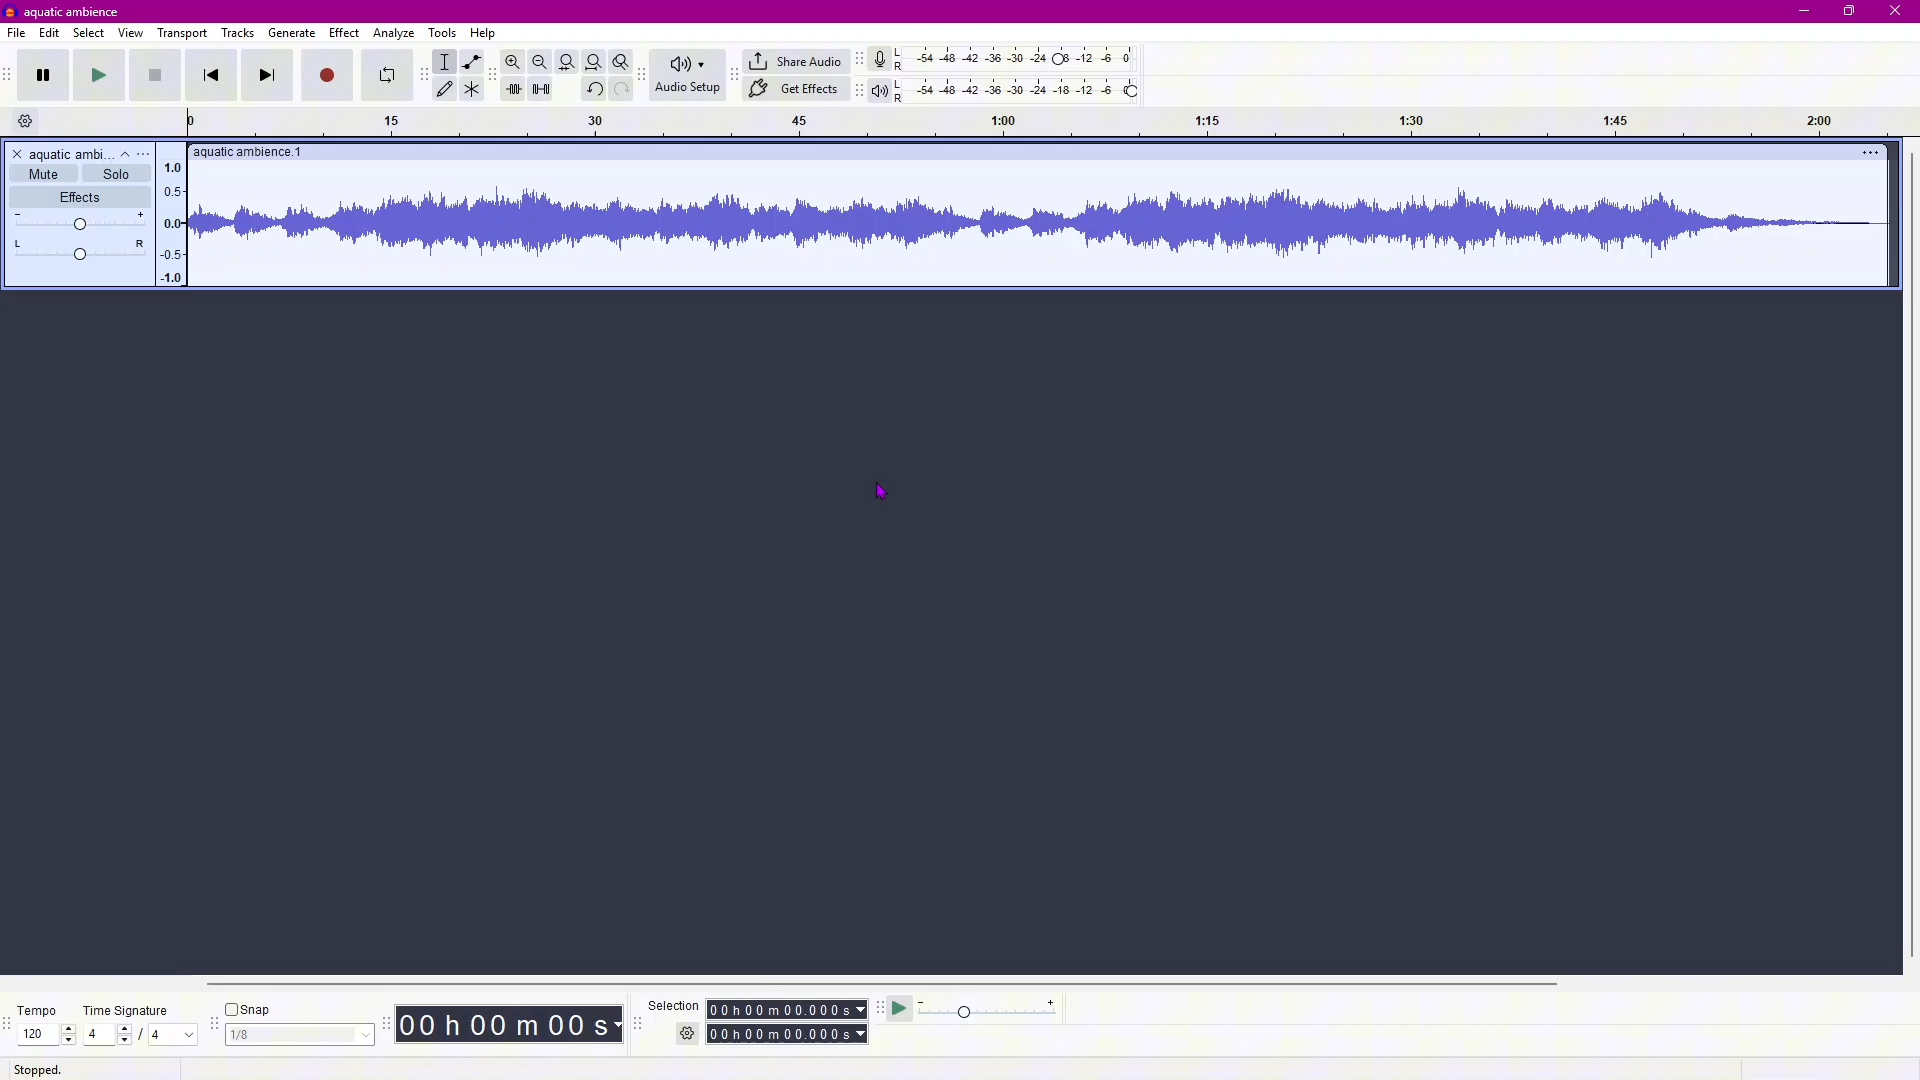 aquatic ambience
File Edit Select View Transport Tracks Generate Effect Analyze Tools Help
Audio Setup
Share Audio
Get Effects
L
R
-54 -48 -42 -36 -30 -24 -12 -6 0
L
R
-54 -48 -42 -36 -30 -24 -18 -12 -6
0 15 30 45 1:00 1:15 1:30 1:45 2:00
aquatic ambi...
Mute Solo
Effects
- +
L R
1.0
0.5
0.0
-0.5
-1.0
aquatic ambience.1
Tempo
120
Time Signature
4 / 4
Snap
1/8
00 h 00 m 00 s
Selection
00 h 00 m 00.000 s
00 h 00 m 00.000 s
- +
Stopped.